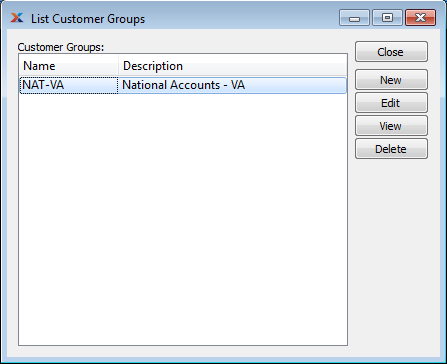 List Customer Groups
Customer Groups:
Name Description
NAT-VA National Accounts - VA
Close
New
Edit
View
Delete